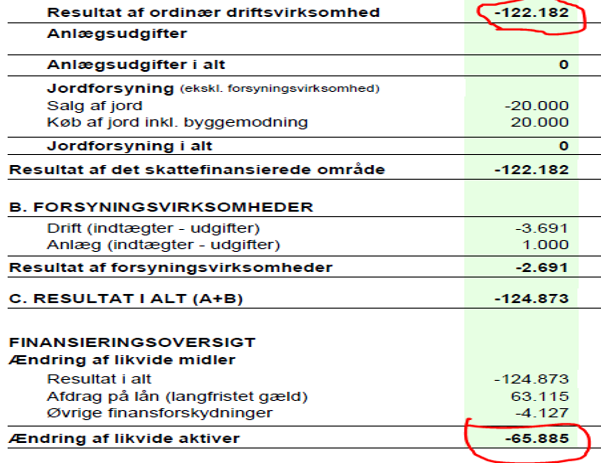 Resultat af ordinær driftsvirksomhed -122.182
Anlægsudgifter
Anlægsudgifter i alt 0
Jordforsyning (ekskl. forsyningsvirksomhed)
Salg af jord -20.000
Køb af jord inkl. byggemodning 20.000
Jordforsyning i alt 0
Resultat af det skattefinansierede område -122.182
B. FORSYNINGSVIRKSOMHEDER
Drift (indtægter - udgifter) -3.691
Anlæg (indtægter - udgifter) 1.000
Resultat af forsyningsvirksomheder -2.691
C. RESULTAT I ALT (A+B) -124.873
FINANSIERINGSOVERSIGT
Ændring af likvide midler
Resultat i alt -124.873
Afdrag på lån (langfristet gæld) 63.115
Øvrige finansforskydninger -4.127
Ændring af likvide aktiver -65.885